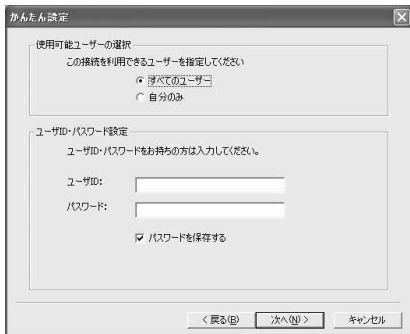 かんたん設定
使用可能ユーザーの選択
この接続を利用できるユーザーを指定してください
すべてのユーザー
自分のみ
ユーザID・パスワード設定
ユーザID・パスワードをお持ちの方は入力してください。
ユーザID:
パスワード:
パスワードを保存する
< 戻る(B)
次へ(N) >
キャンセル